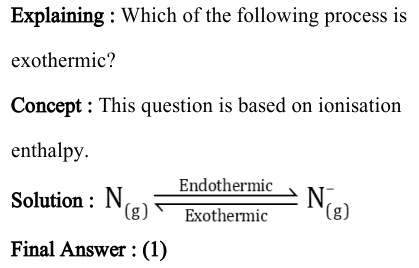 Explaining : Which of the following process is
exothermic?
Concept : This question is based on ionisation
enthalpy.
Solution : N(g) ⇌ N⁻(g)
Endothermic
Exothermic
Final Answer : (1)